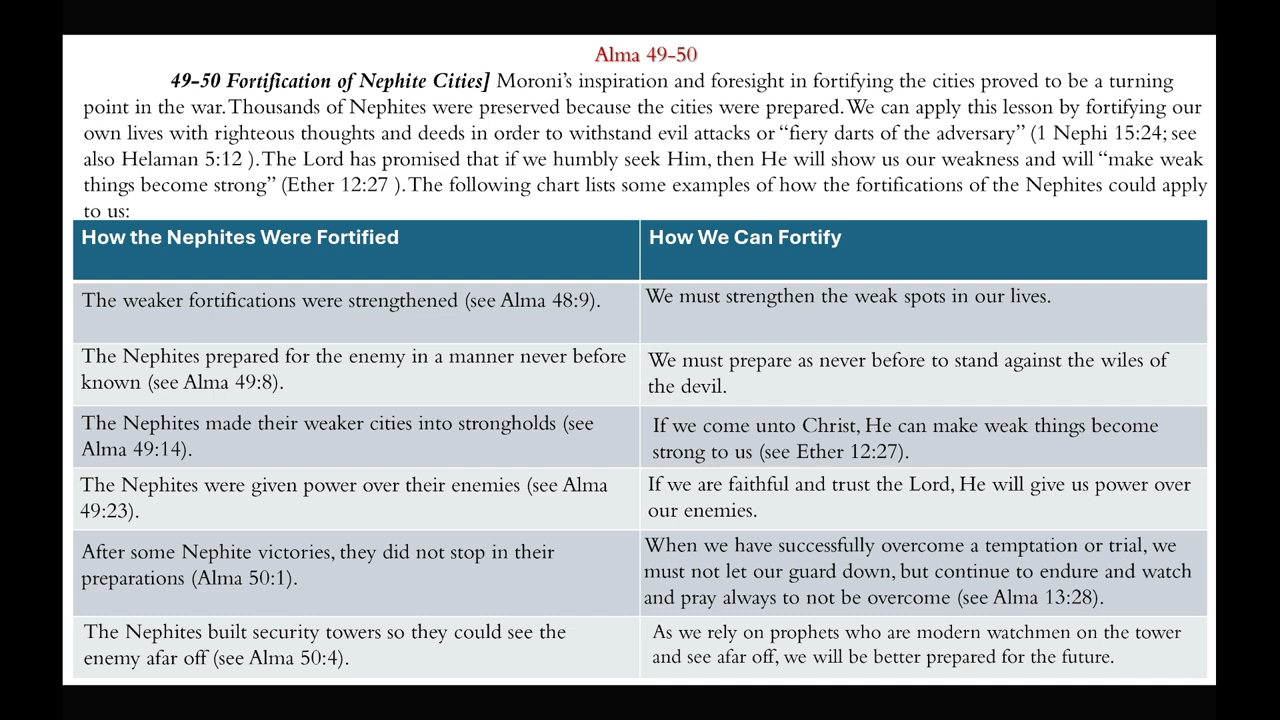 Alma 49-50
49-50 Fortification of Nephite Cities] Moroni's inspiration and foresight in fortifying the cities proved to be a turning
point in the war. Thousands of Nephites were preserved because the cities were prepared. We can apply this lesson by fortifying our
own lives with righteous thoughts and deeds in order to withstand evil attacks or “fiery darts of the adversary” (1 Nephi 15:24; see
also Helaman 5:12 ). The Lord has promised that if we humbly seek Him, then He will show us our weakness and will “make weak
things become strong” (Ether 12:27 ). The following chart lists some examples of how the fortifications of the Nephites could apply
to us:
How the Nephites Were Fortified
How We Can Fortify
The weaker fortifications were strengthened (see Alma 48:9).
We must strengthen the weak spots in our lives.
The Nephites prepared for the enemy in a manner never before
known (see Alma 49:8).
We must prepare as never before to stand against the wiles of
the devil.
The Nephites made their weaker cities into strongholds (see
Alma 49:14).
If we come unto Christ, He can make weak things become
strong to us (see Ether 12:27).
The Nephites were given power over their enemies (see Alma
49:23).
If we are faithful and trust the Lord, He will give us power over
our enemies.
After some Nephite victories, they did not stop in their
preparations (Alma 50:1).
When we have successfully overcome a temptation or trial, we
must not let our guard down, but continue to endure and watch
and pray always to not be overcome (see Alma 13:28).
The Nephites built security towers so they could see the
enemy afar off (see Alma 50:4).
As we rely on prophets who are modern watchmen on the tower
and see afar off, we will be better prepared for the future.